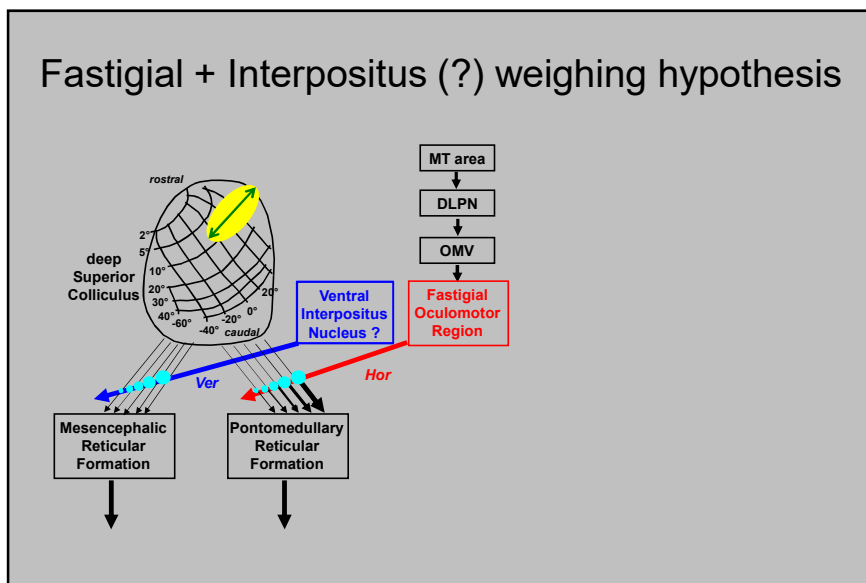 Fastigial + Interpositus (?) weighing hypothesis
MT area
DLPN
OMV
Fastigial
Oculomotor
Region
Ventral
Interpositus
Nucleus ?
rostral
deep
Superior
Colliculus
2°
5°
10°
20°
30°
40°
-60°
-40°
-20°
0°
20°
caudal
Ver
Hor
Mesencephalic
Reticular
Formation
Pontomedullary
Reticular
Formation